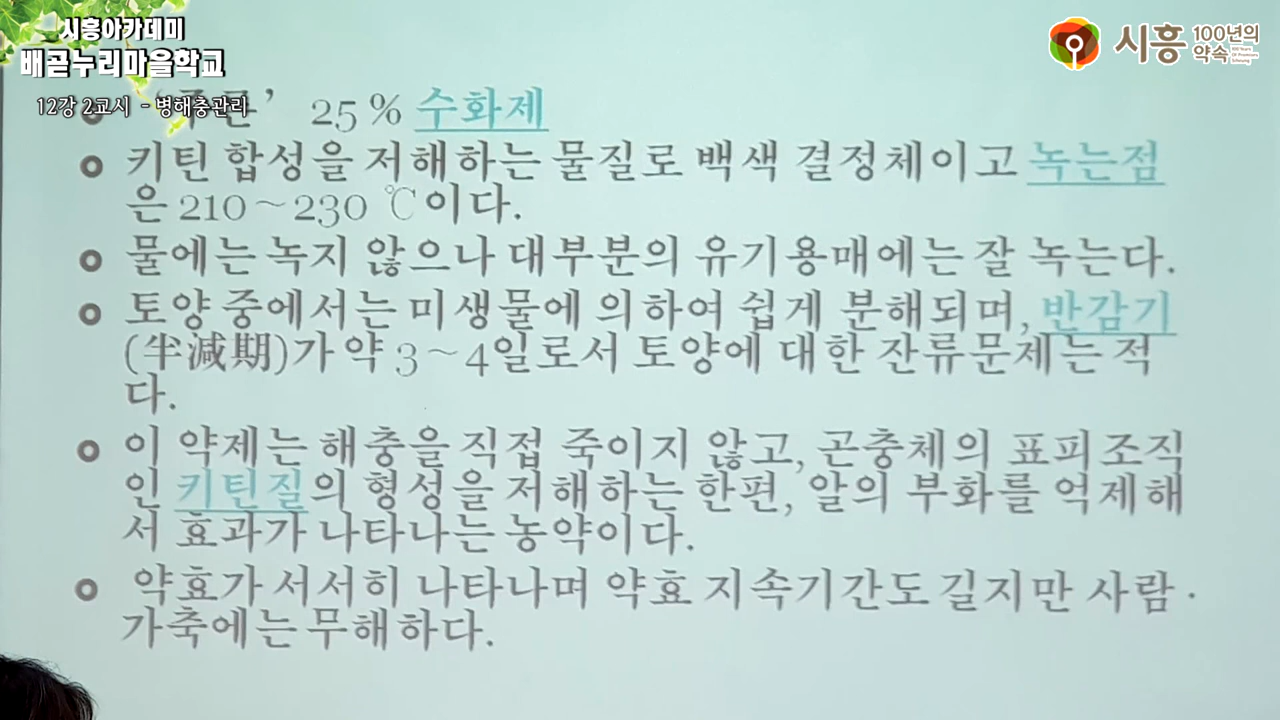 시흥아카데미
배곧누리마을학교
12강 2교시 - 병해충관리
시흥 100년의 약속
25% 수화제
키틴 합성을 저해하는 물질로 백색 결정체이고 녹는점
은 210～230 ℃이다.
물에는 녹지 않으나 대부분의 유기용매에는 잘 녹는다.
토양 중에서는 미생물에 의하여 쉽게 분해되며, 반감기
(半減期)가 약 3～4일로서 토양에 대한 잔류문제는 적
다.
이 약제는 해충을 직접 죽이지 않고, 곤충체의 표피조직
인 키틴질의 형성을 저해하는 한편, 알의 부화를 억제해
서 효과가 나타나는 농약이다.
약효가 서서히 나타나며 약효 지속기간도 길지만 사람·
가축에는 무해하다.